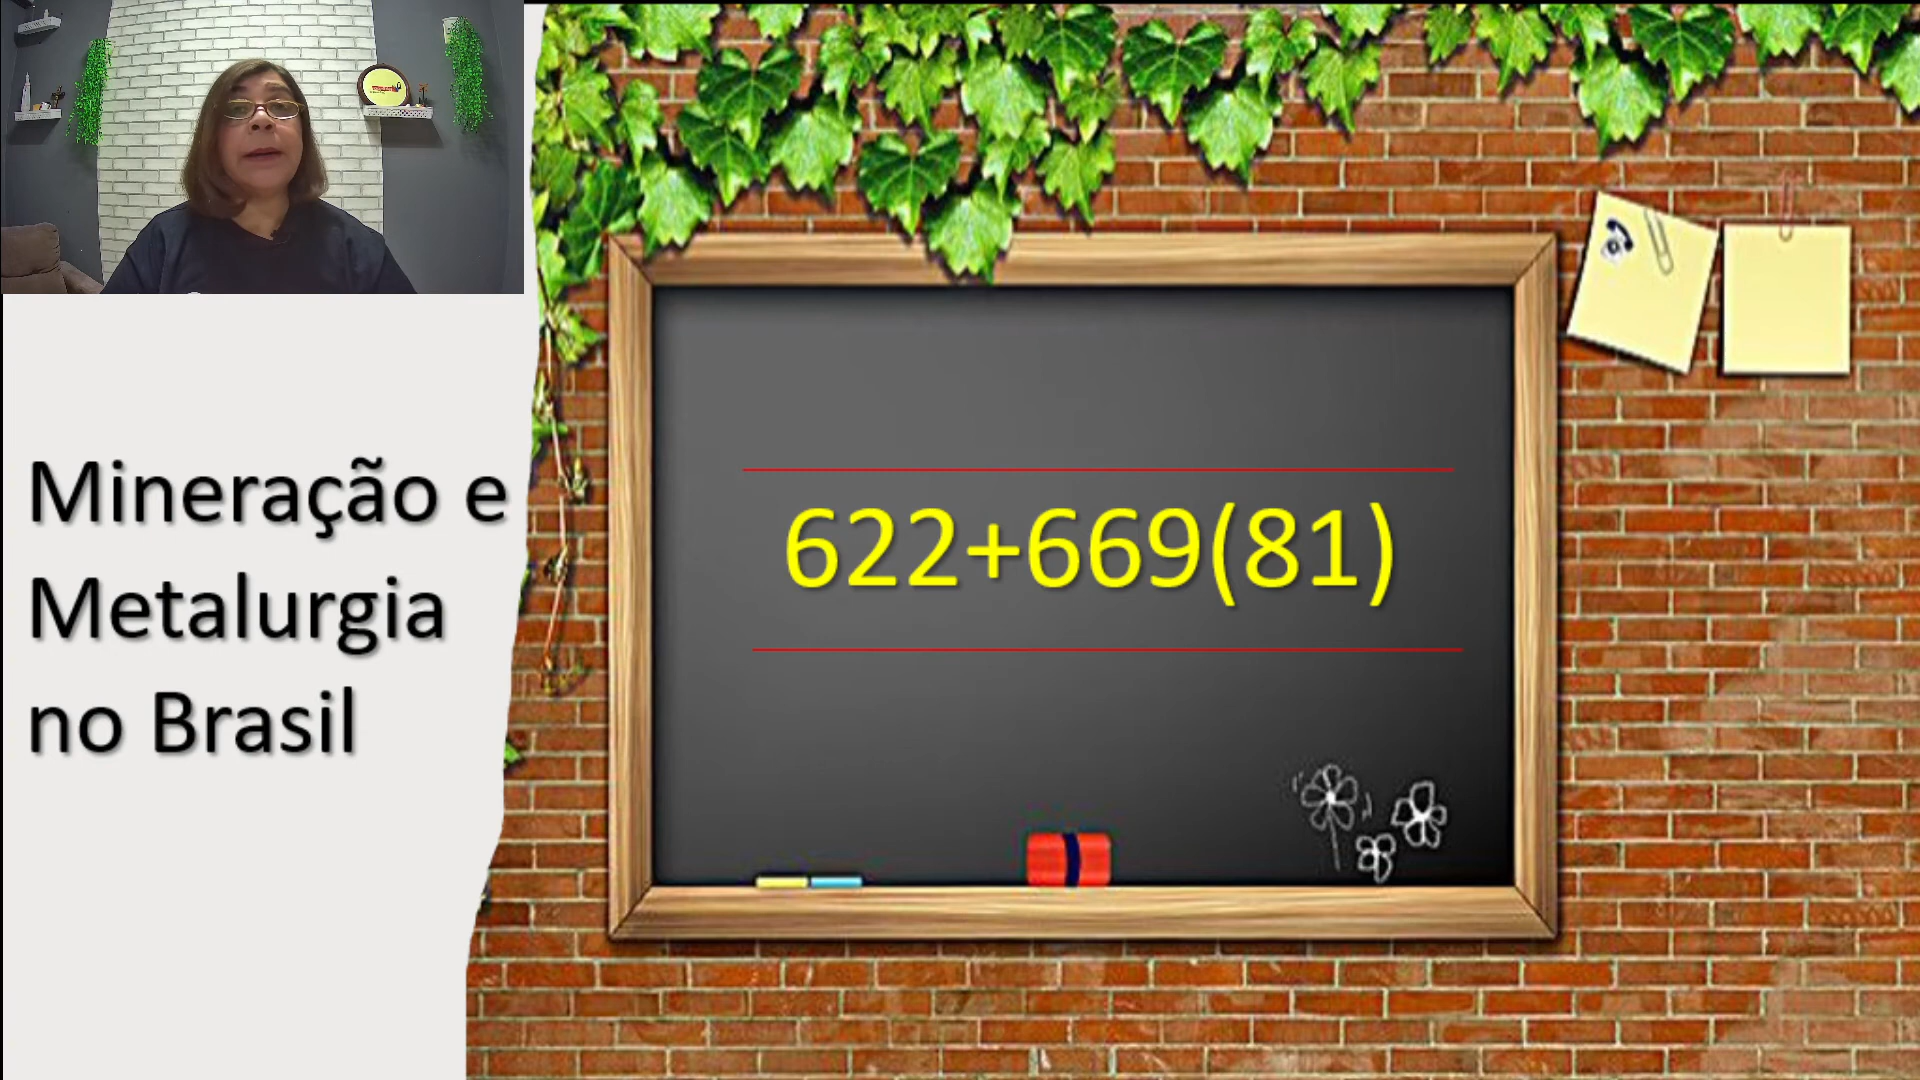 Mineração e
Metalurgia
no Brasil
622+669(81)